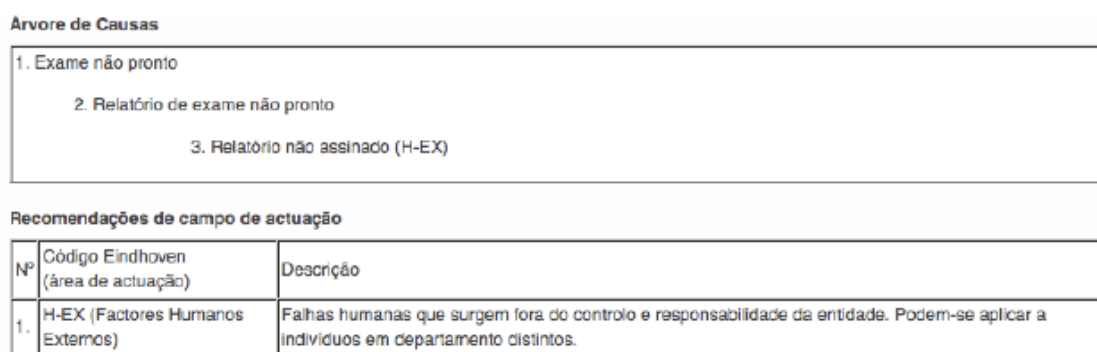 Arvore de Causas
1. Exame não pronto
2. Relatório de exame não pronto
3. Relatório não assinado (H-EX)
Recomendações de campo de actuação
Nº
Código Eindhoven
(área de actuação)
Descrição
1.
H-EX (Factores Humanos
Externos)
Falhas humanas que surgem fora do controlo e responsabilidade da entidade. Podem-se aplicar a
indivíduos em departamento distintos.